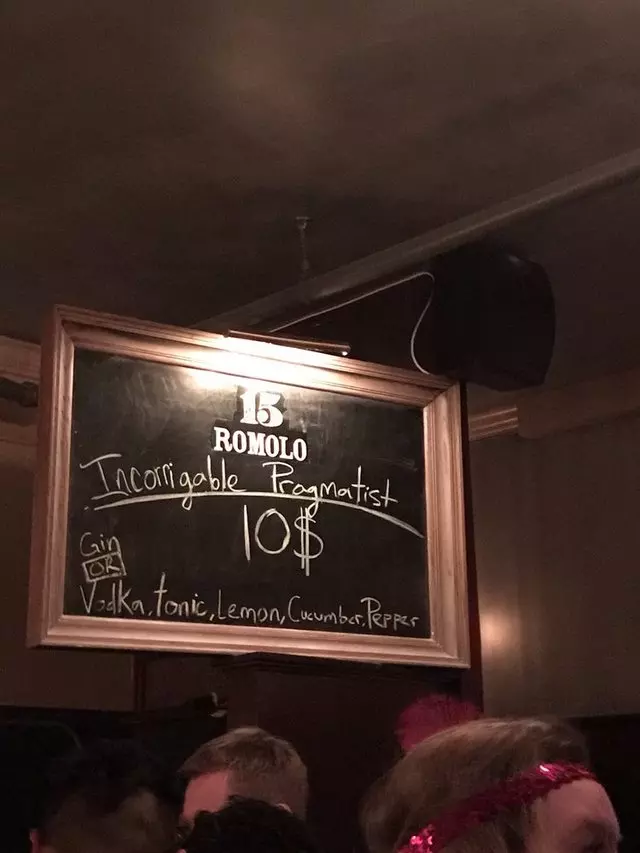 15
ROMOLO
Incorrigable Pragmatist
10$
Gin
OR
Vodka, tonic, Lemon, Cucumber, Pepper